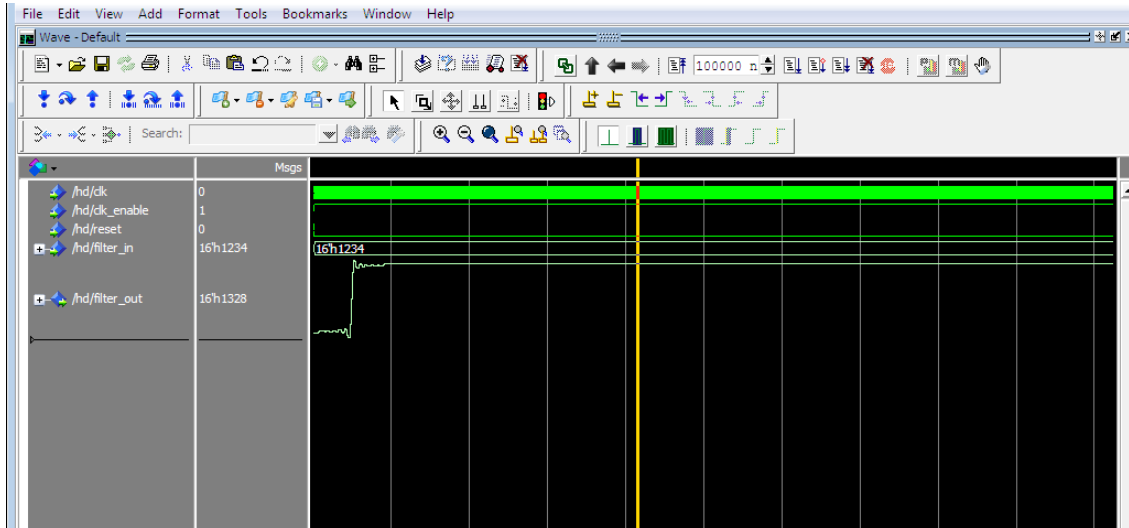 File Edit View Add Format Tools Bookmarks Window Help
Wave - Default
100000 n
Search:
Msgs
/hd/clk 0
/hd/clk_enable 1
/hd/reset 0
/hd/filter_in 16'h1234 16'h1234
/hd/filter_out 16'h1328